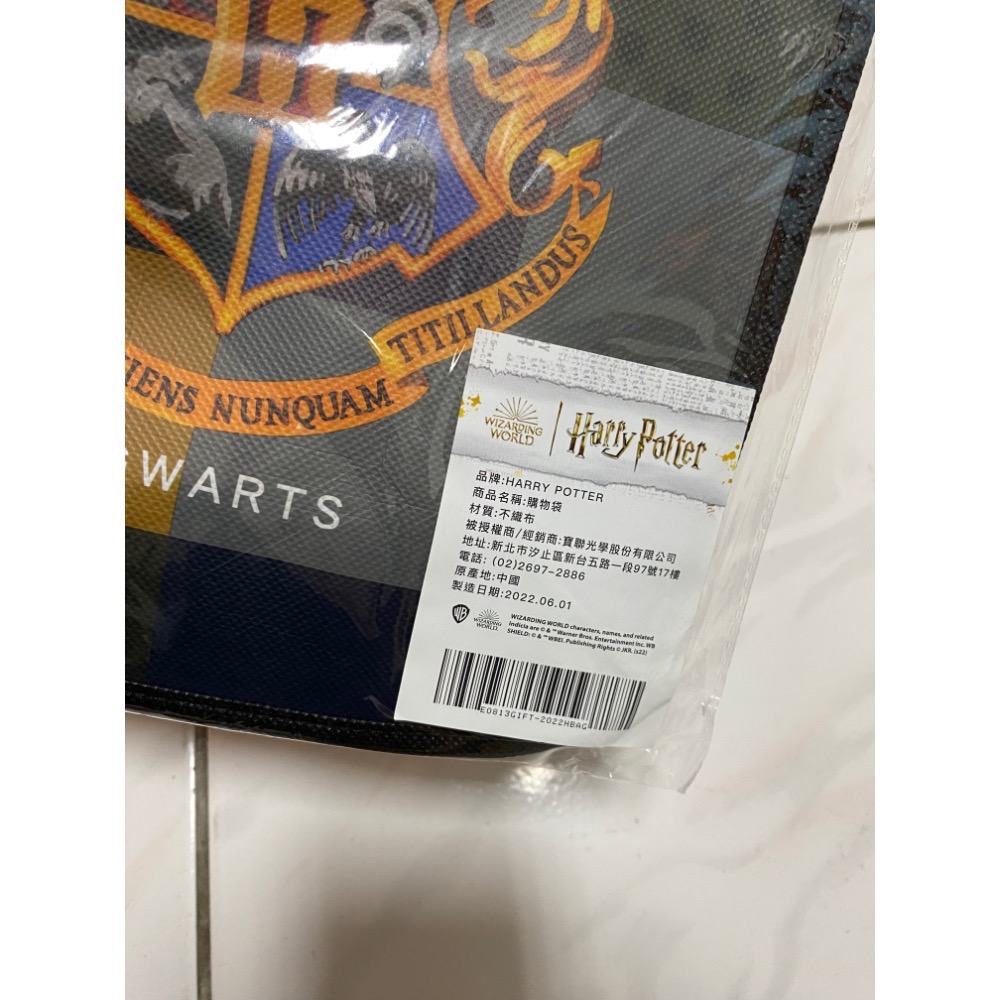 TITILLANDUS
NUNQUAM
WARTS
WIZARDING
WORLD
Harry Potter
品牌:HARRY POTTER
商品名稱:購物袋
材質:不織布
被授權商/經銷商:寶聯光學股份有限公司
地址:新北市汐止區新台五路一段97號17樓
電話: (02)2697-2886
原產地:中國
製造日期:2022.06.01
WB
WIZARDING
WORLD
WIZARDING WORLD characters, names, and related
indicia are © & ™ Warner Bros. Entertainment Inc. WB
SHIELD: © & ™ WBEI. Publishing Rights © JKR. (s22)
E0813GIFT-2022HBAG